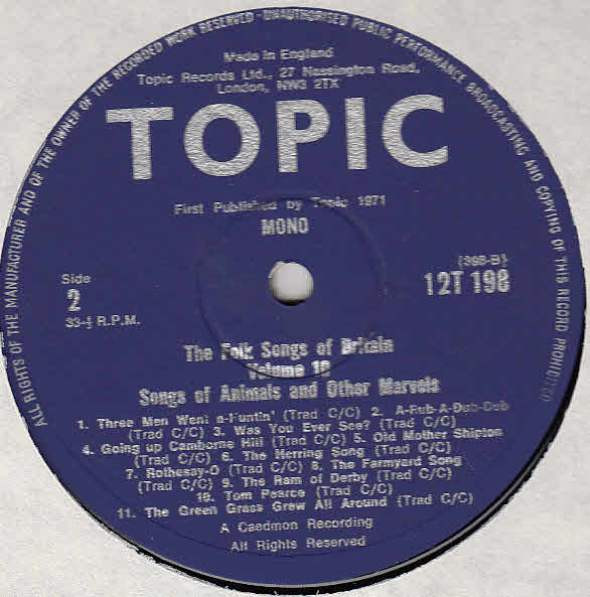 ALL RIGHTS OF THE MANUFACTURER AND OF THE OWNER OF THE RECORDED WORK RESERVED · UNAUTHORISED PUBLIC PERFORMANCE BROADCASTING AND COPYING OF THIS RECORD PROHIBITED
Made in England
Topic Records Ltd., 27 Nassington Road,
London, NW3 2TX
TOPIC
First Published by Topic 1971
MONO
Side
2
33-⅓ R.P.M.
(398-B)
12T 198
The Folk Songs of Britain
Volume 10
Songs of Animals and Other Marvels
1. Three Men Went a-Huntin' (Trad C/C) 2. A-Rub-A-Dub-Dub
(Trad C/C) 3. Was You Ever See? (Trad C/C)
4. Going up Camborne Hill (Trad C/C) 5. Old Mother Shipton
(Trad C/C) 6. The Herring Song (Trad C/C)
7. Rothesay-O (Trad C/C) 8. The Farmyard Song
(Trad C/C) 9. The Ram of Derby (Trad C/C)
10. Tom Pearce (Trad C/C)
11. The Green Grass Grew All Around (Trad C/C)
A Caedmon Recording
All Rights Reserved